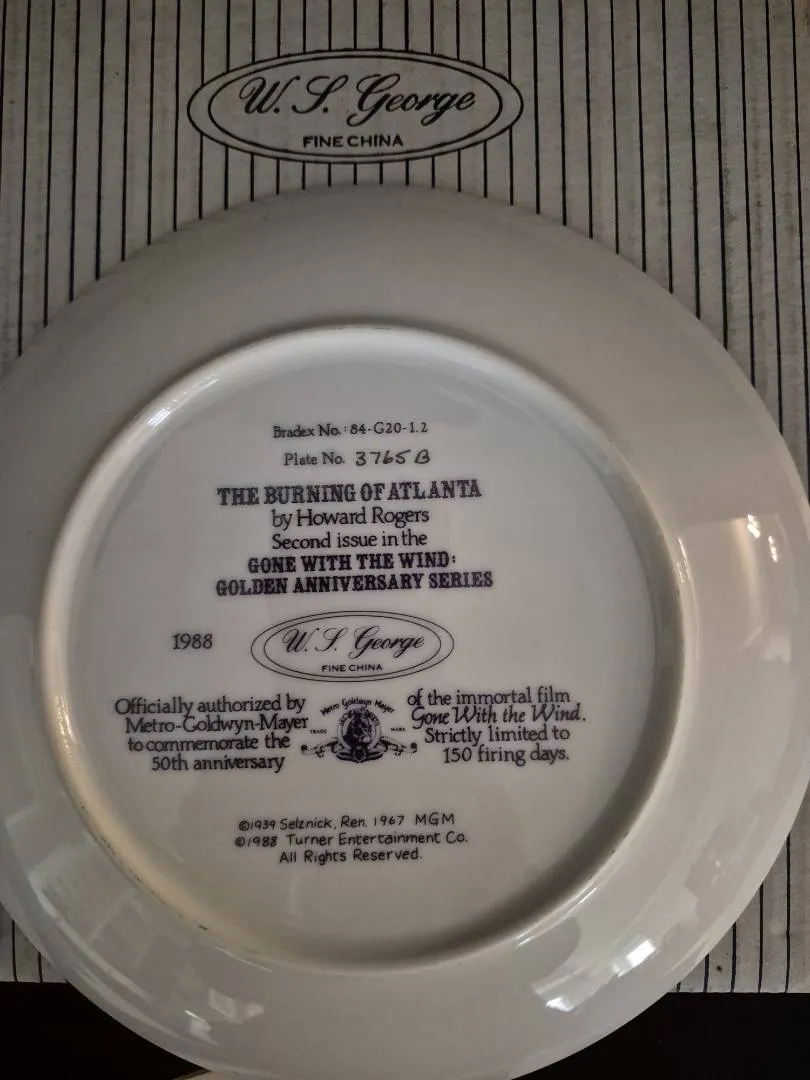 W. S. George
FINE CHINA
Bradex No.: 84-G20-1.2
Plate No. 3765B
THE BURNING OF ATLANTA
by Howard Rogers
Second issue in the
GONE WITH THE WIND:
GOLDEN ANNIVERSARY SERIES
1988
W. S. George
FINE CHINA
Officially authorized by
Metro-Goldwyn-Mayer
to commemorate the
50th anniversary
Metro Goldwyn Mayer
TRADE MARK
of the immortal film
Gone With the Wind.
Strictly limited to
150 firing days.
©1939 Selznick, Ren. 1967 MGM
©1988 Turner Entertainment Co.
All Rights Reserved.